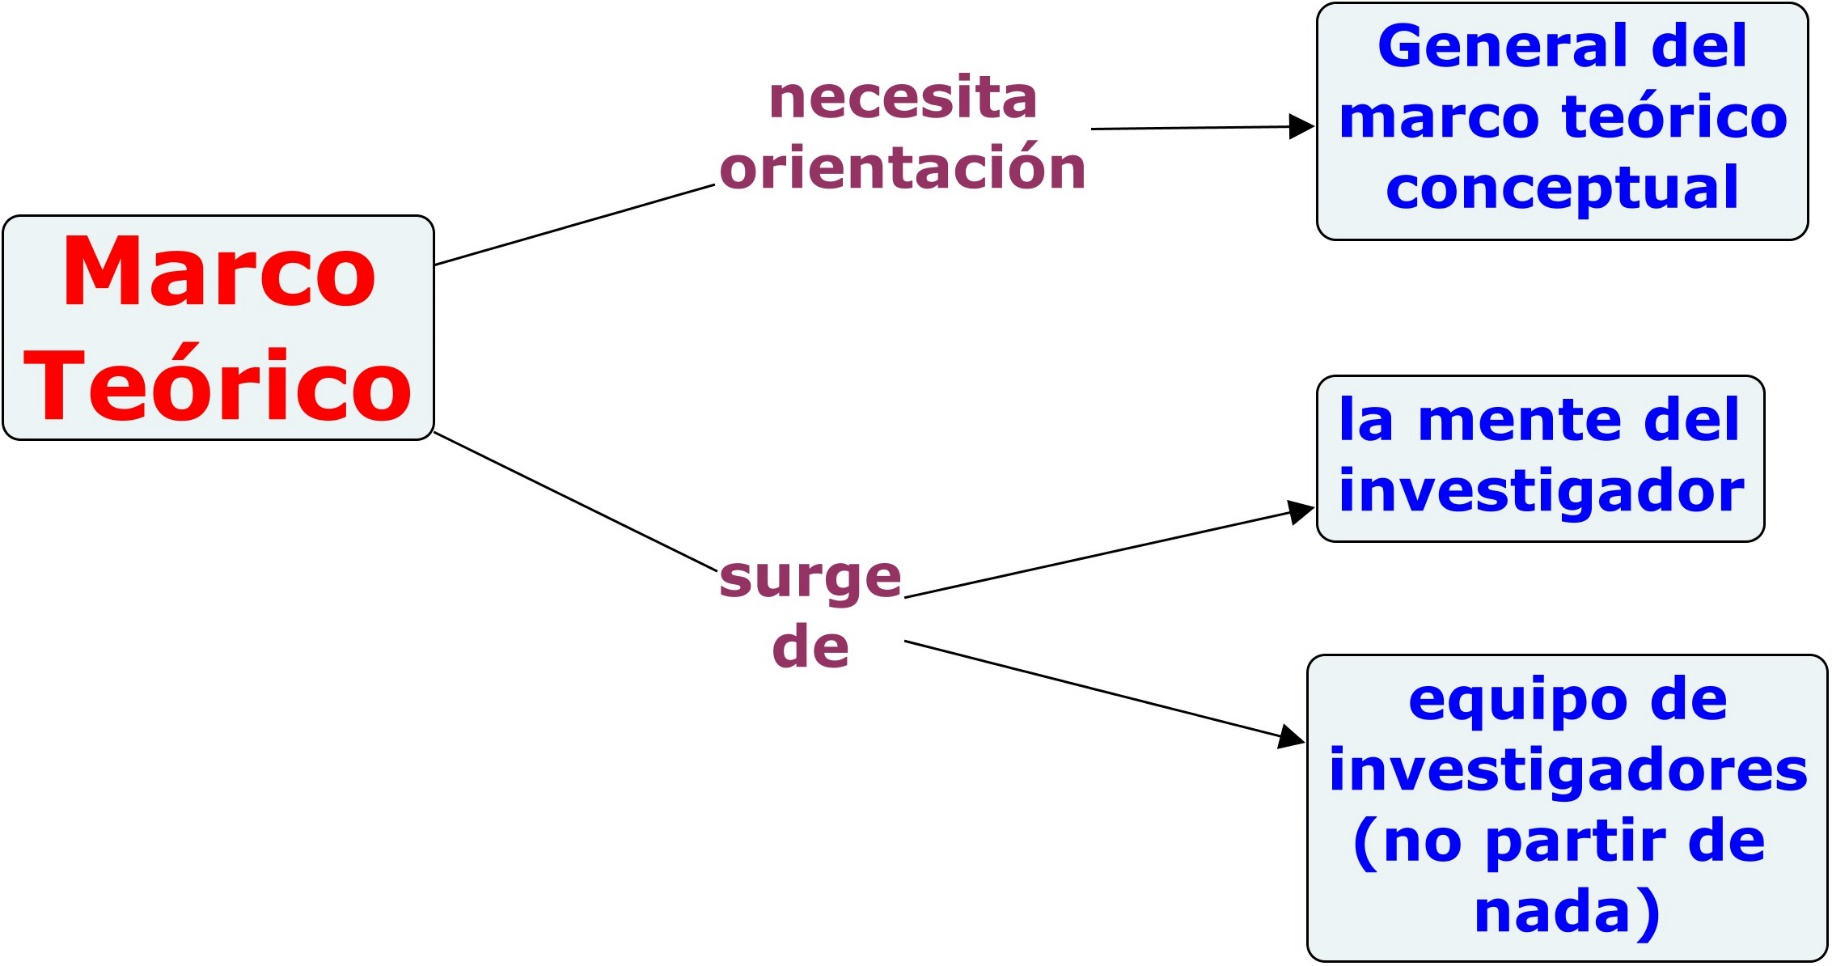 Marco
Teórico
necesita
orientación
General del
marco teórico
conceptual
surge
de
la mente del
investigador
equipo de
investigadores
(no partir de
nada)